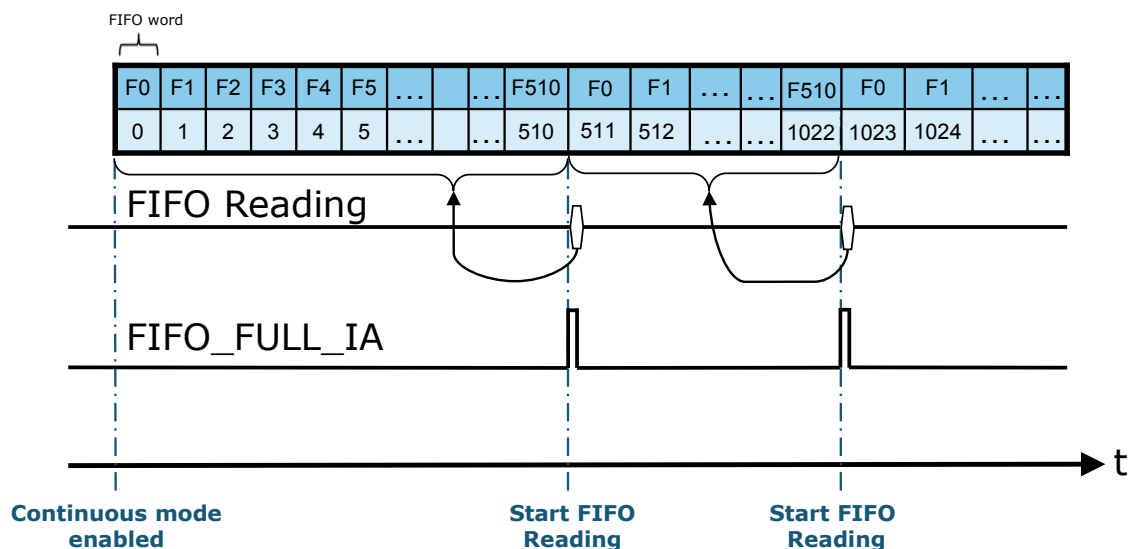 FIFO word
F0 F1 F2 F3 F4 F5 ... ... F510 F0 F1 ... ... F510 F0 F1 ... ...
0 1 2 3 4 5 ... ... 510 511 512 ... ... 1022 1023 1024 ... ...
FIFO Reading
FIFO_FULL_IA
t
Continuous mode enabled
Start FIFO Reading
Start FIFO Reading